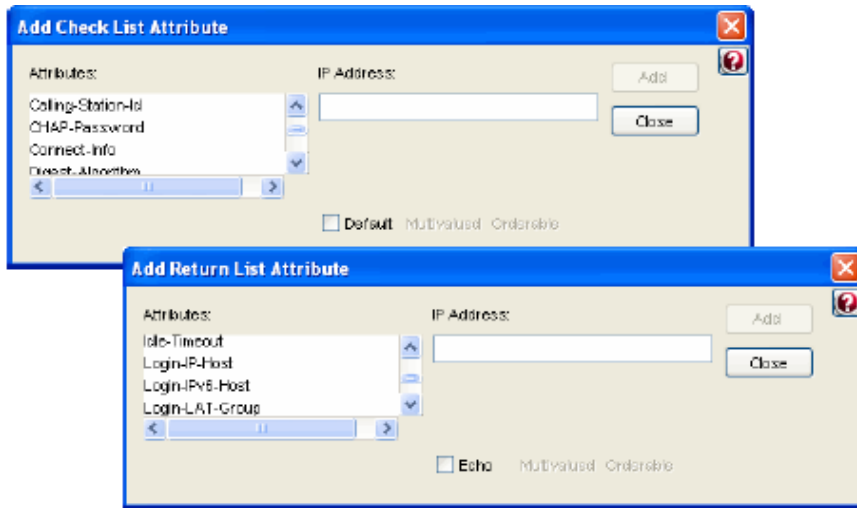 Add Check List Attribute
Attributes:
IP Address:
Add
Calling-Station-Id
CHAP-Password
Connect-Info
Digest-Algorithm
Close
Default Multivalued Orderable
Add Return List Attribute
Attributes:
IP Address:
Add
Idle-Timeout
Login-IP-Host
Login-IPv6-Host
Login-LAT-Group
Close
Echo Multivalued Orderable